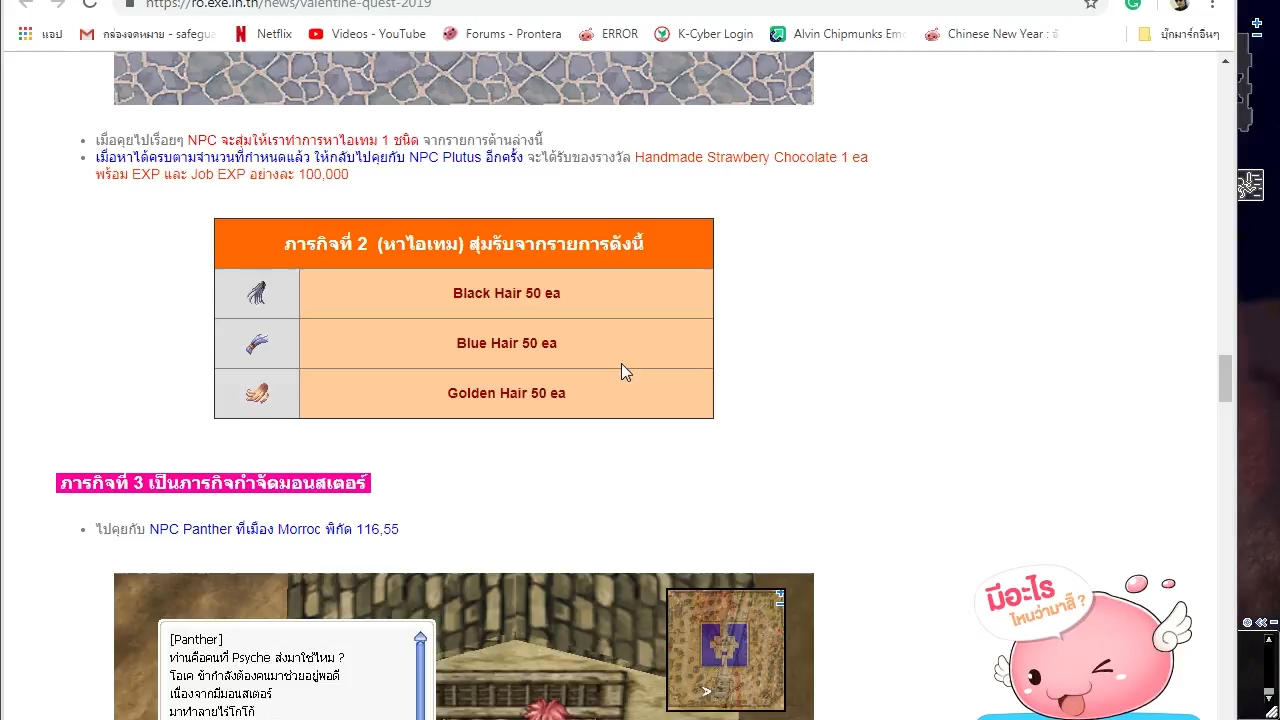 https://ro.exe.in.th/news/valentine-quest-2019
แอป
กล่องจดหมาย - safegua
Netflix
Videos - YouTube
Forums - Prontera
ERROR
K-Cyber Login
Alvin Chipmunks Em
Chinese New Year :
บุ๊กมาร์กอื่นๆ
เมื่อคุยไปเรื่อยๆ NPC จะสุ่มให้เราทำการหาไอเทม 1 ชนิด จากรายการด้านล่างนี้
เมื่อหาได้ครบตามจำนวนที่กำหนดแล้ว ให้กลับไปคุยกับ NPC Plutus อีกครั้ง จะได้รับของรางวัล Handmade Strawbery Chocolate 1 ea
พร้อม EXP และ Job EXP อย่างละ 100,000
ภารกิจที่ 2 (หาไอเทม) สุ่มรับจากรายการดังนี้
Black Hair 50 ea
Blue Hair 50 ea
Golden Hair 50 ea
ภารกิจที่ 3 เป็นภารกิจกำจัดมอนสเตอร์
ไปคุยกับ NPC Panther ที่เมือง Morroc พิกัด 116,55
[Panther]
ท่านคือคนที่ Psyche ส่งมาใช่ไหม ?
โอเค ข้ากำลังต้องคนมาช่วยอยู่พอดี
เนื่องจากมีมอนสเตอร์
มาทำลายไร่โกโก้
มีอะไร
ไหนว่ามาสิ๊ ?